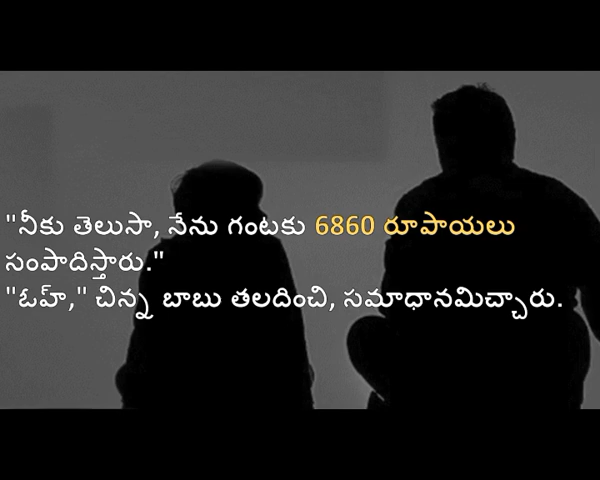 "నీకు తెలుసా, నేను గంటకు 6860 రూపాయలు
సంపాదిస్తారు."
"ఓహ్," చిన్న బాబు తలదించి, సమాధానమిచ్చారు.